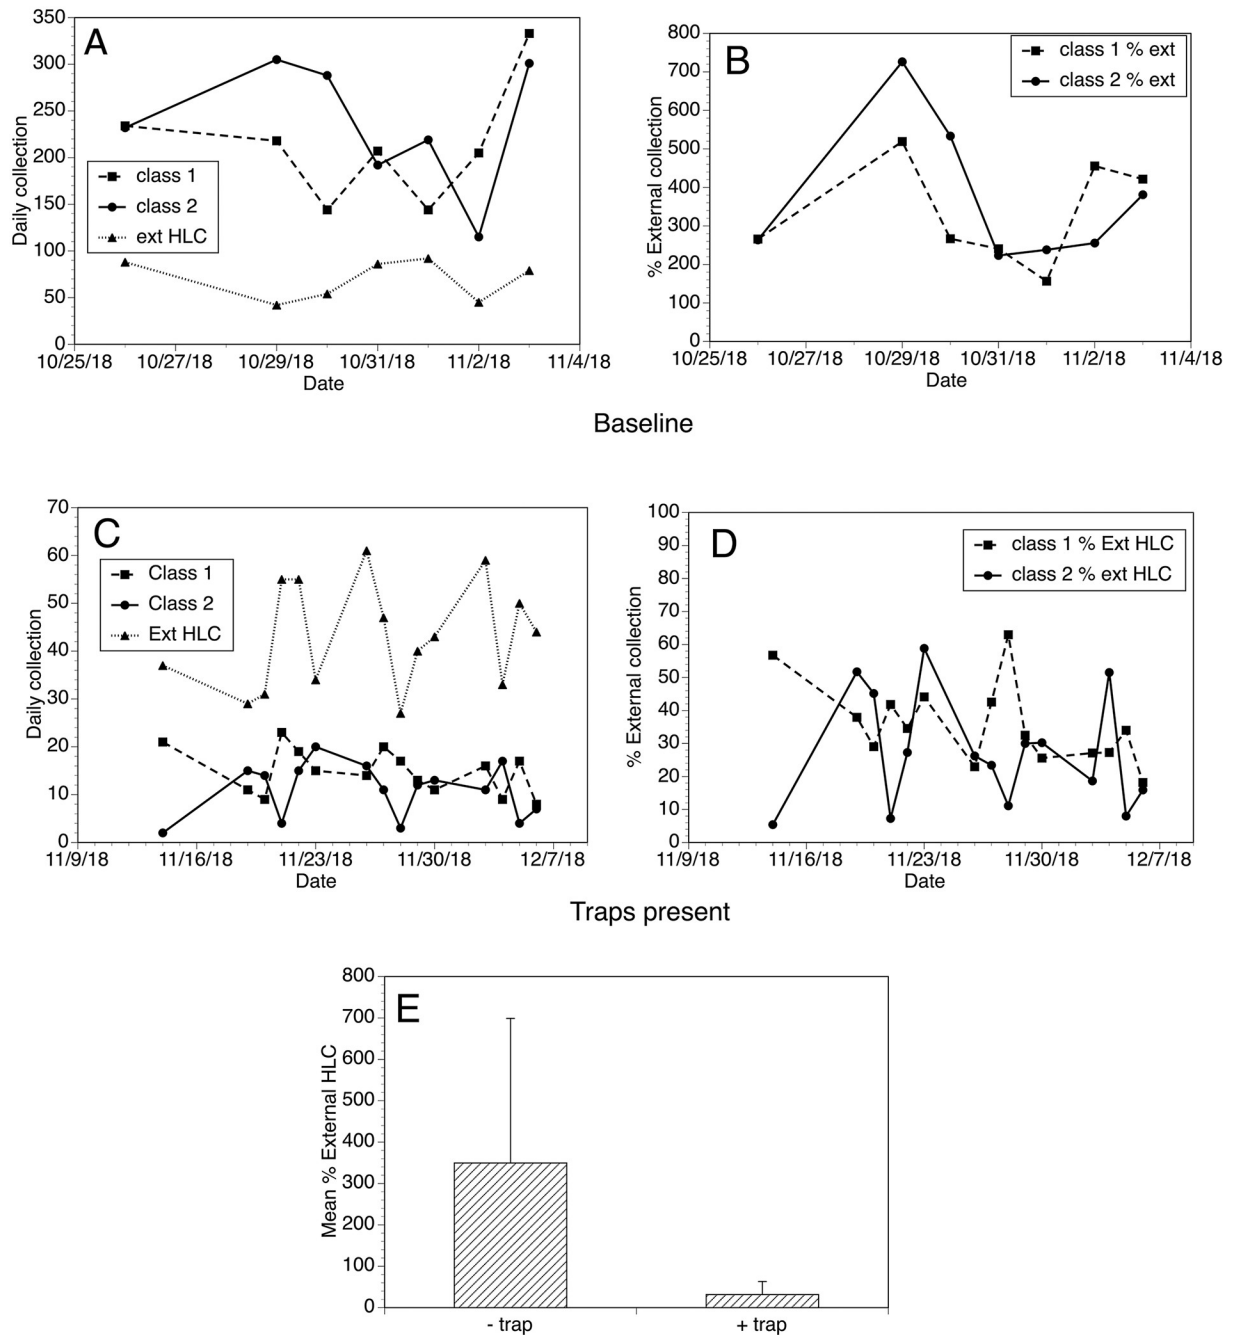 A
350
300
250
200
150
100
50
0
Daily collection
class 1
class 2
ext HLC
10/25/18 10/27/18 10/29/18 10/31/18 11/2/18 11/4/18
Date
B
800
700
600
500
400
300
200
100
0
% External collection
class 1 % ext
class 2 % ext
10/25/18 10/27/18 10/29/18 10/31/18 11/2/18 11/4/18
Date
Baseline
C
70
60
50
40
30
20
10
0
Daily collection
Class 1
Class 2
Ext HLC
11/9/18 11/16/18 11/23/18 11/30/18 12/7/18
Date
D
100
90
80
70
60
50
40
30
20
10
0
% External collection
class 1 % Ext HLC
class 2 % ext HLC
11/9/18 11/16/18 11/23/18 11/30/18 12/7/18
Date
Traps present
E
800
700
600
500
400
300
200
100
0
Mean % External HLC
- trap + trap